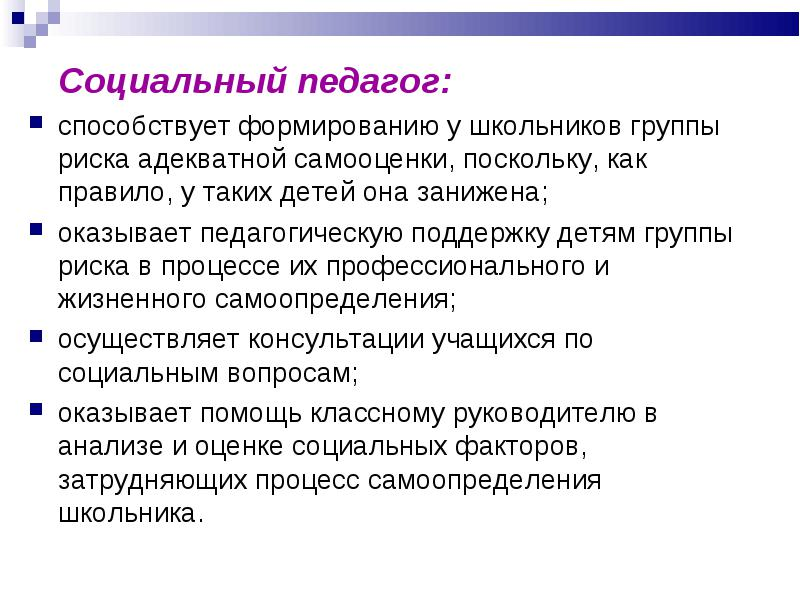 Социальный педагог:
способствует формированию у школьников группы
риска адекватной самооценки, поскольку, как
правило, у таких детей она занижена;
оказывает педагогическую поддержку детям группы
риска в процессе их профессионального и
жизненного самоопределения;
осуществляет консультации учащихся по
социальным вопросам;
оказывает помощь классному руководителю в
анализе и оценке социальных факторов,
затрудняющих процесс самоопределения
школьника.